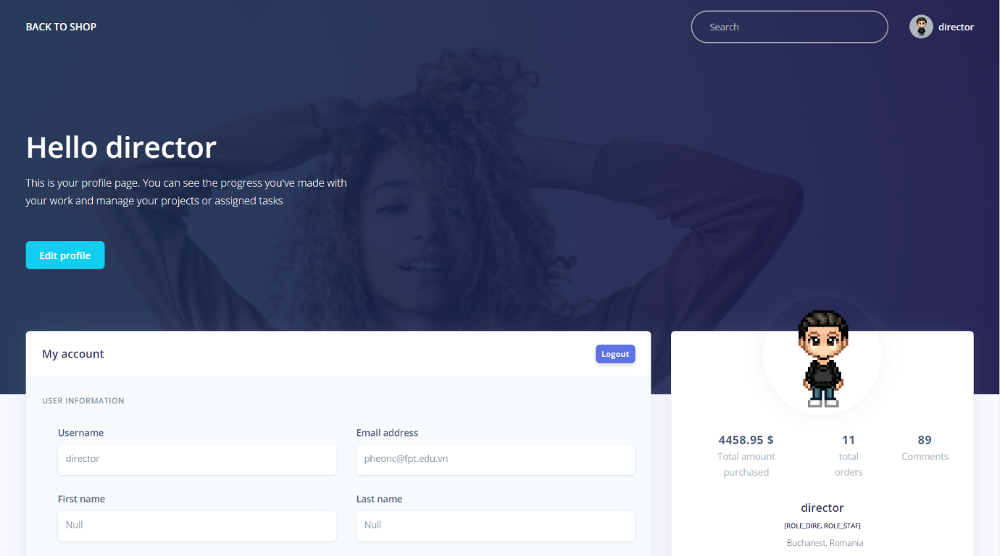 BACK TO SHOP
Search
director
Hello director
This is your profile page. You can see the progress you've made with
your work and manage your projects or assigned tasks
Edit profile
My account
Logout
USER INFORMATION
Username
Email address
director
pheonc@fpt.edu.vn
First name
Last name
Null
Null
4458.95 $
11
89
Total amount
purchased
total
orders
Comments
director
[ROLE_DIRE, ROLE_STAF]
Bucharest, Romania